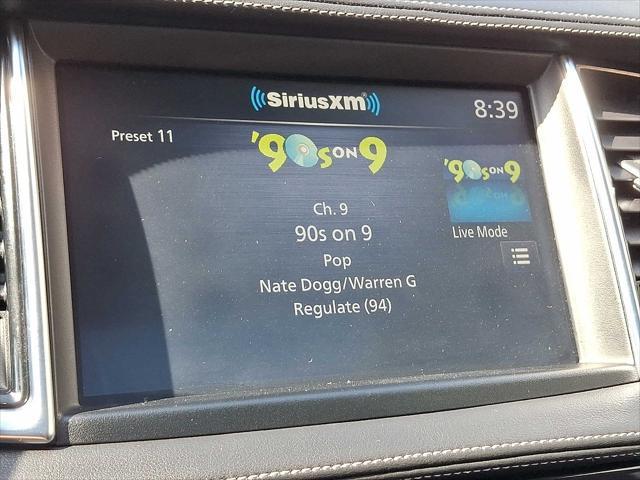 SiriusXM
8:39
Preset 11
'90s ON 9
'90s ON 9
Ch. 9
90s on 9
Live Mode
Pop
Nate Dogg/Warren G
Regulate (94)